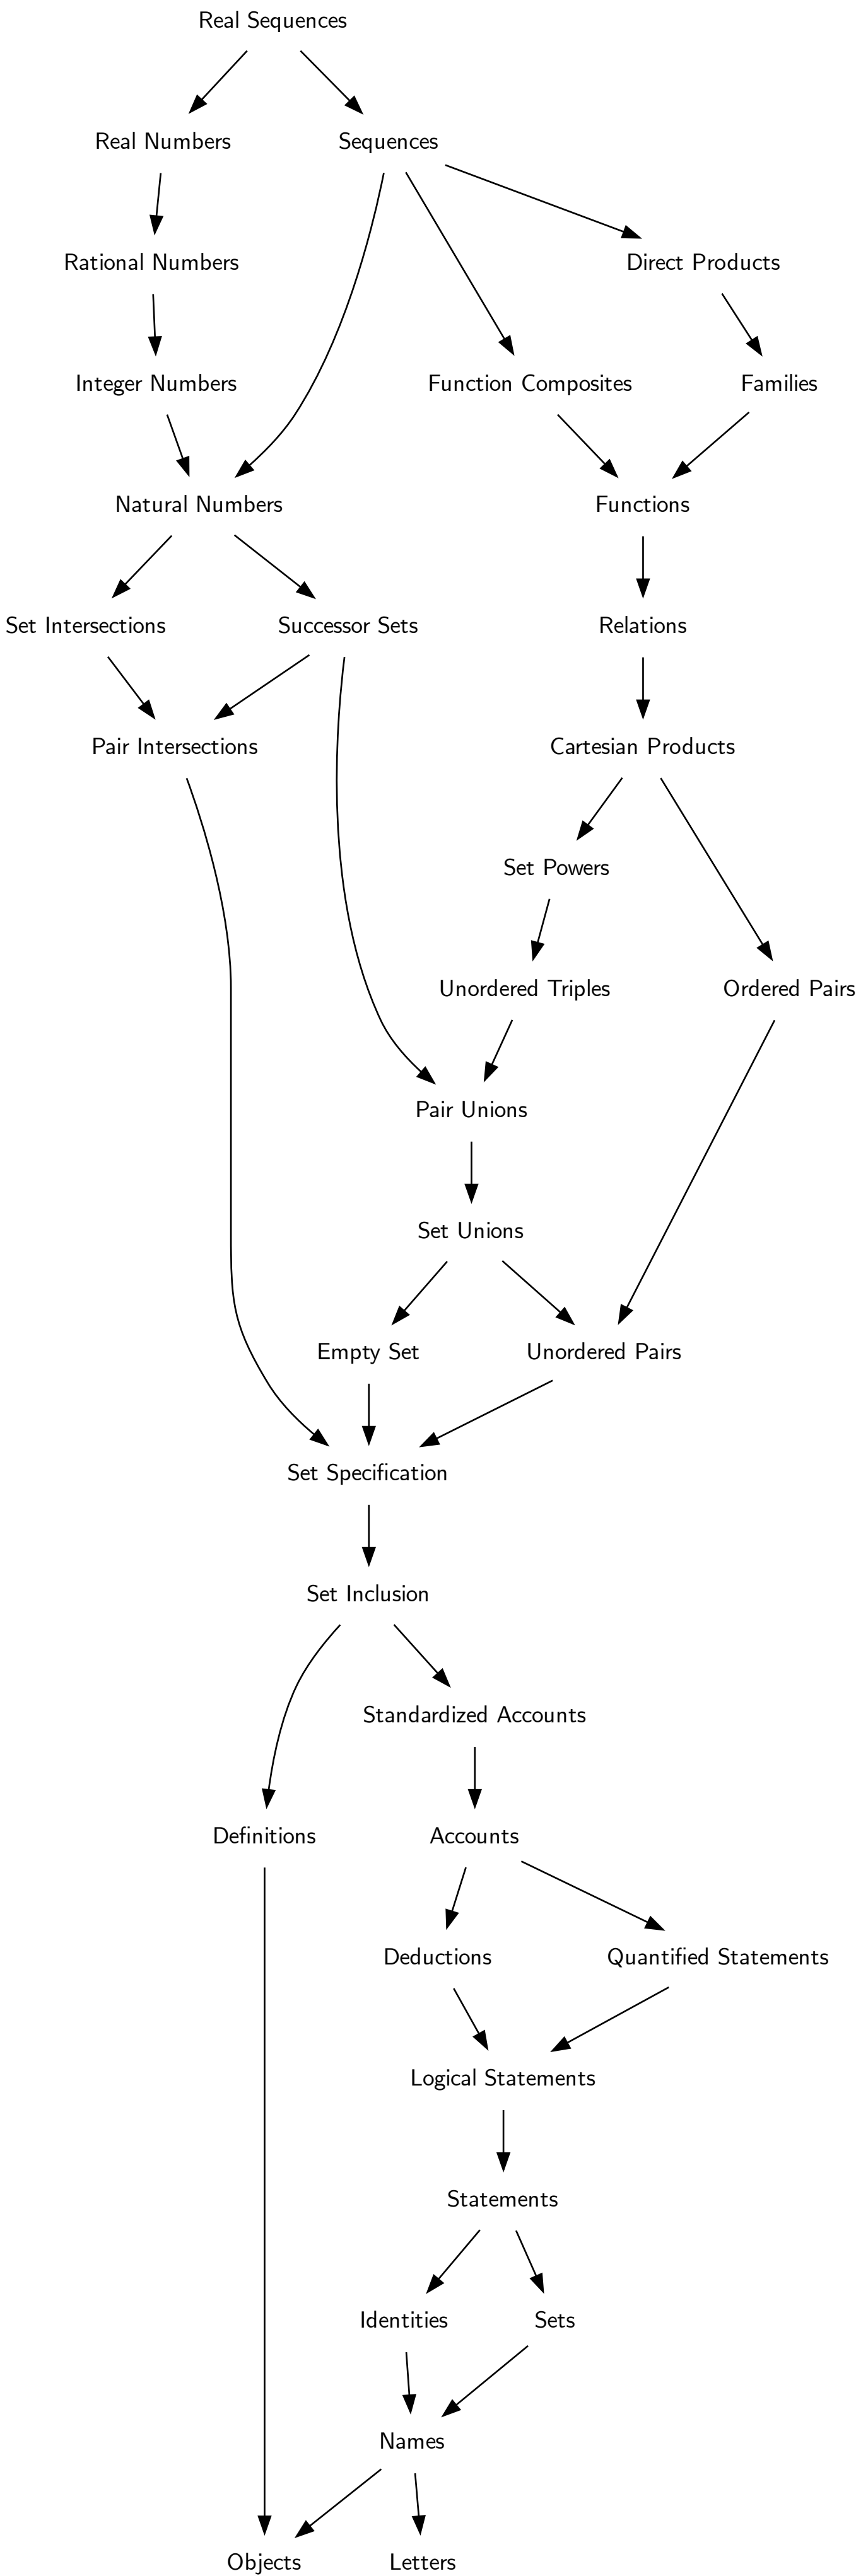 Real Sequences
Real Numbers
Sequences
Rational Numbers
Direct Products
Integer Numbers
Function Composites
Families
Natural Numbers
Functions
Set Intersections
Successor Sets
Relations
Pair Intersections
Cartesian Products
Set Powers
Unordered Triples
Ordered Pairs
Pair Unions
Set Unions
Empty Set
Unordered Pairs
Set Specification
Set Inclusion
Standardized Accounts
Definitions
Accounts
Deductions
Quantified Statements
Logical Statements
Statements
Identities
Sets
Names
Objects
Letters